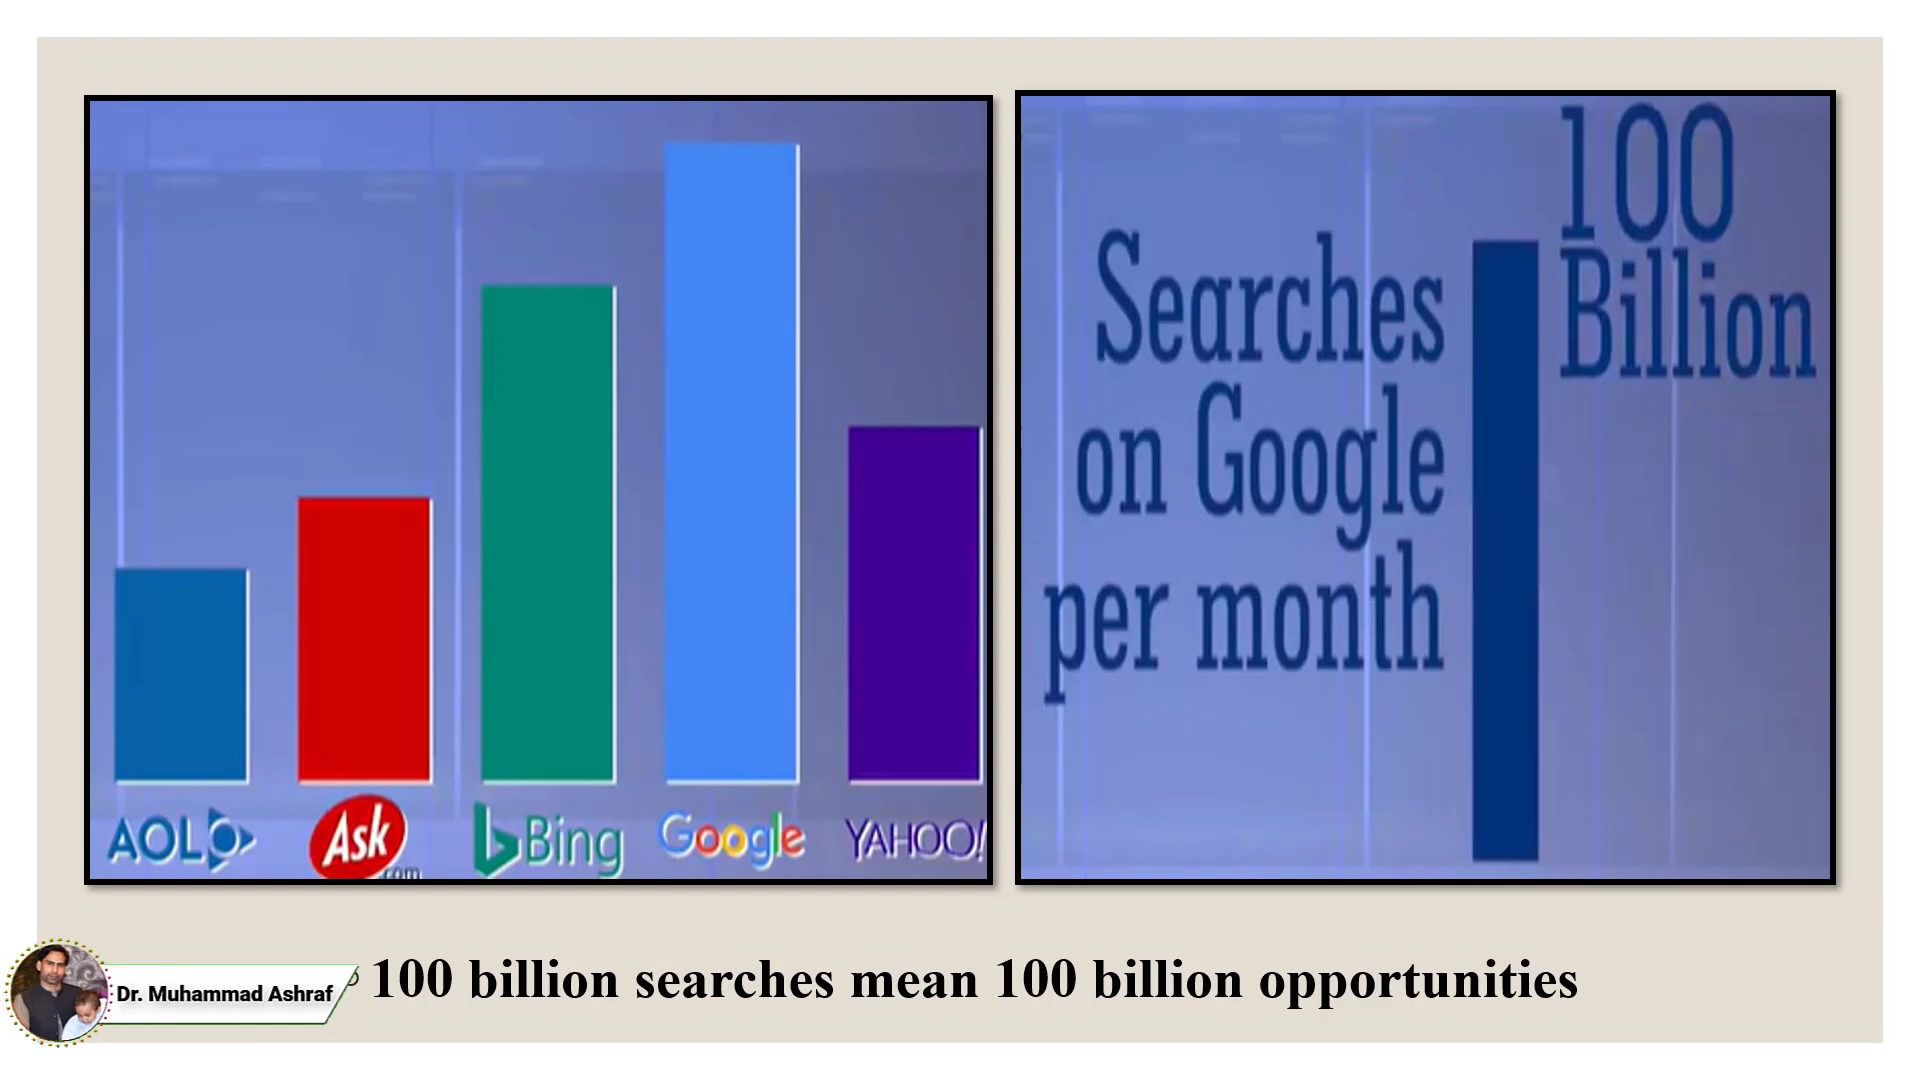 AOL
Ask
.com
Bing
Google
YAHOO!
Searches
on Google
per month
100
Billion
100 billion searches mean 100 billion opportunities
Dr. Muhammad Ashraf